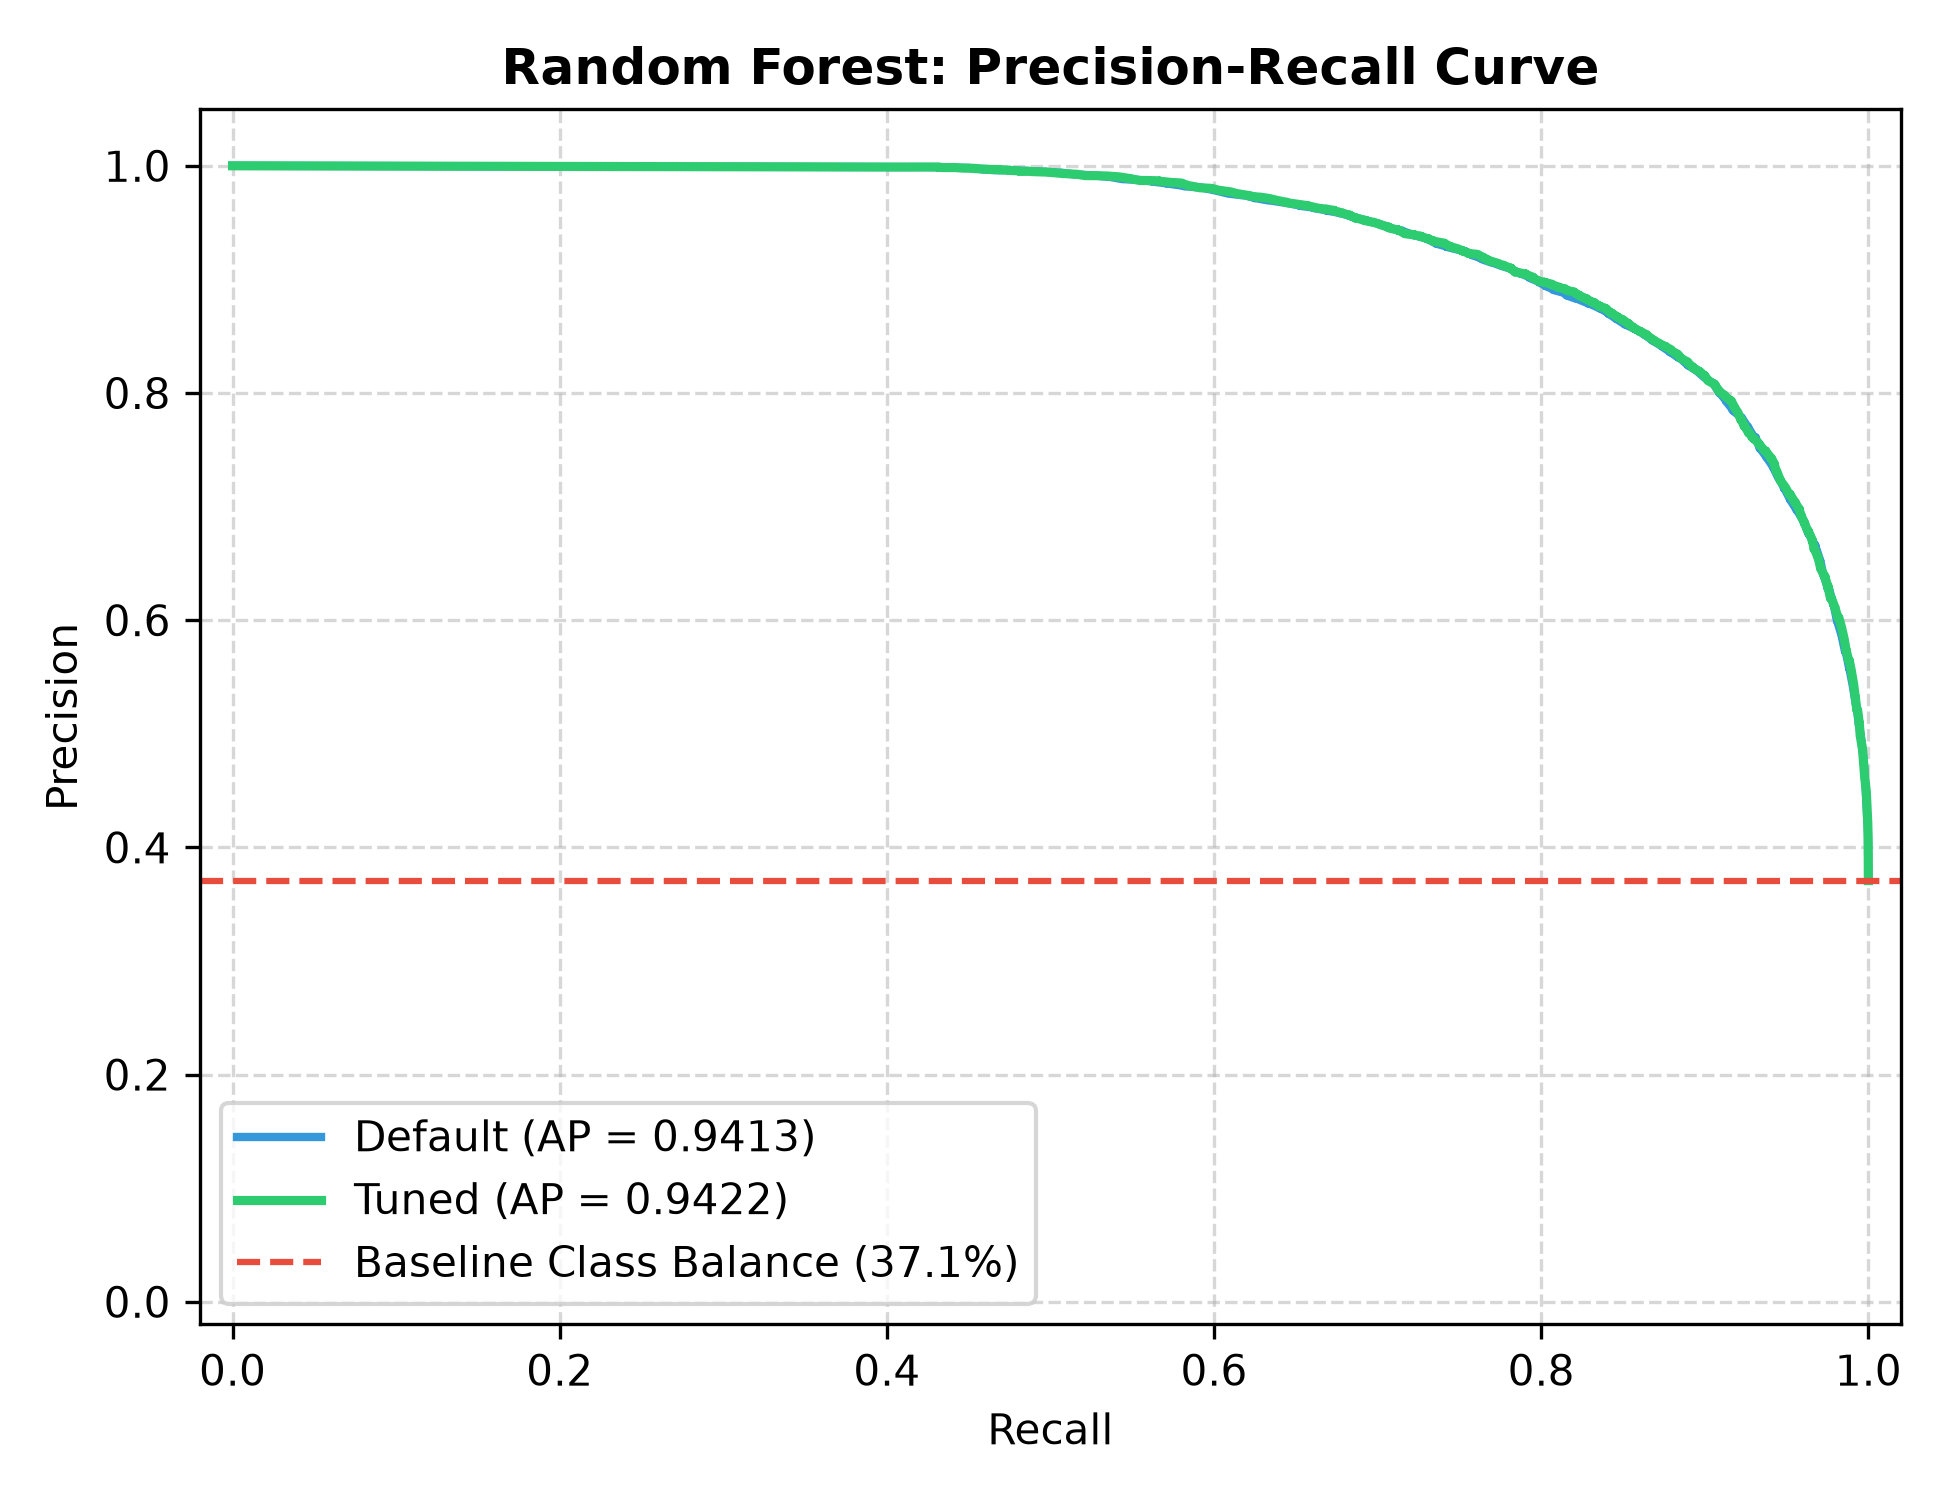 Random Forest: Precision-Recall Curve
1.0
0.8
0.6
0.4
0.2
0.0
Precision
Default (AP = 0.9413)
Tuned (AP = 0.9422)
Baseline Class Balance (37.1%)
0.0 0.2 0.4 0.6 0.8 1.0
Recall